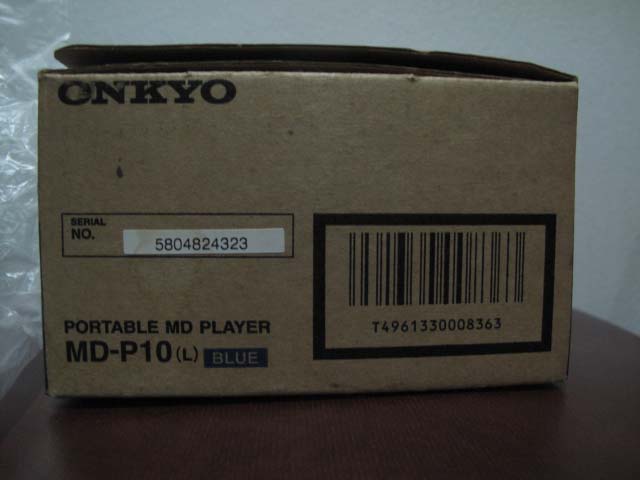 ONKYO
SERIAL
NO.
5804824323
T4961330008363
PORTABLE MD PLAYER
MD-P10 (L) BLUE